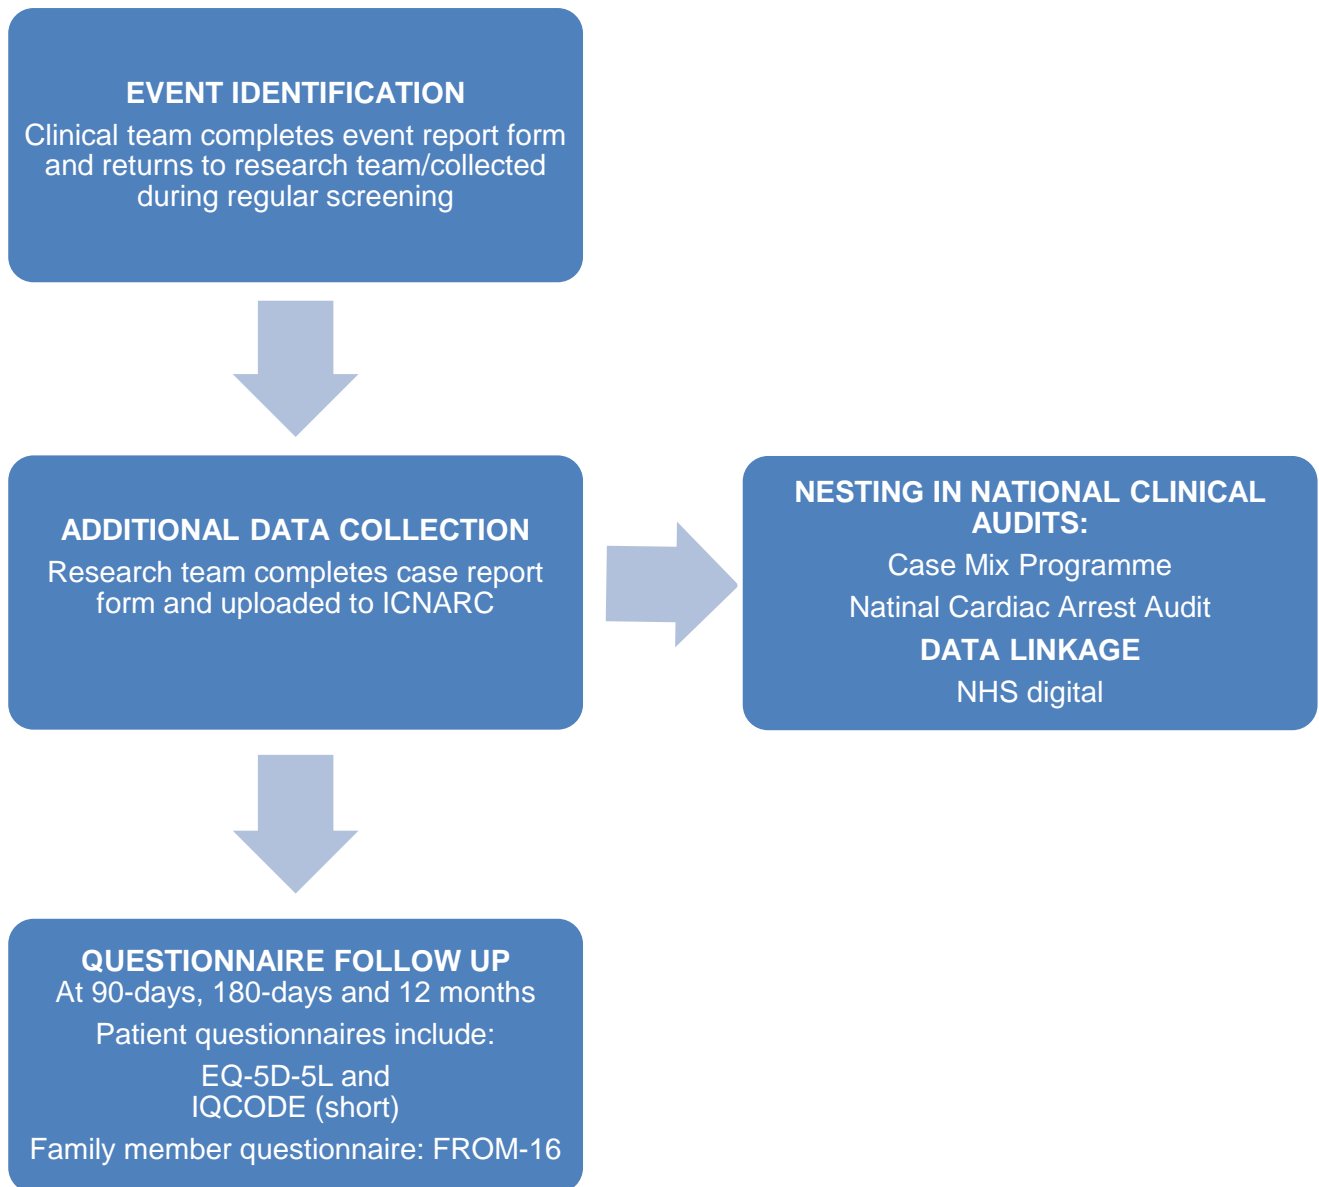 EVENT IDENTIFICATION
Clinical team completes event report form
and returns to research team/collected
during regular screening
ADDITIONAL DATA COLLECTION
Research team completes case report
form and uploaded to ICNARC
NESTING IN NATIONAL CLINICAL
AUDITS:
Case Mix Programme
Natinal Cardiac Arrest Audit
DATA LINKAGE
NHS digital
QUESTIONNAIRE FOLLOW UP
At 90-days, 180-days and 12 months
Patient questionnaires include:
EQ-5D-5L and
IQCODE (short)
Family member questionnaire: FROM-16